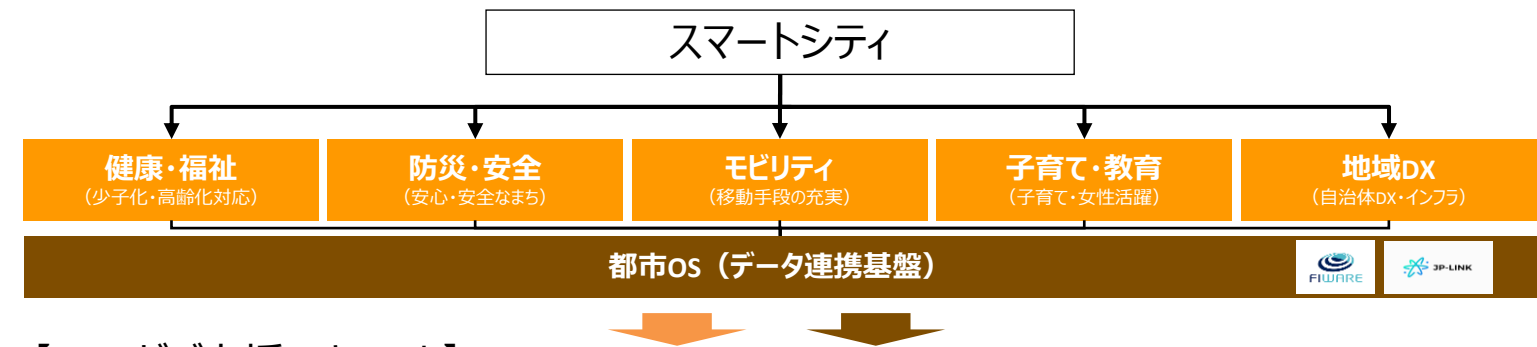 スマートシティ
健康・福祉
（少子化・高齢化対応）
防災・安全
（安心・安全なまち）
モビリティ
（移動手段の充実）
子育て・教育
（子育て・女性活躍）
地域DX
（自治体DX・インフラ）
都市OS（データ連携基盤）
FIWARE
JP-LINK